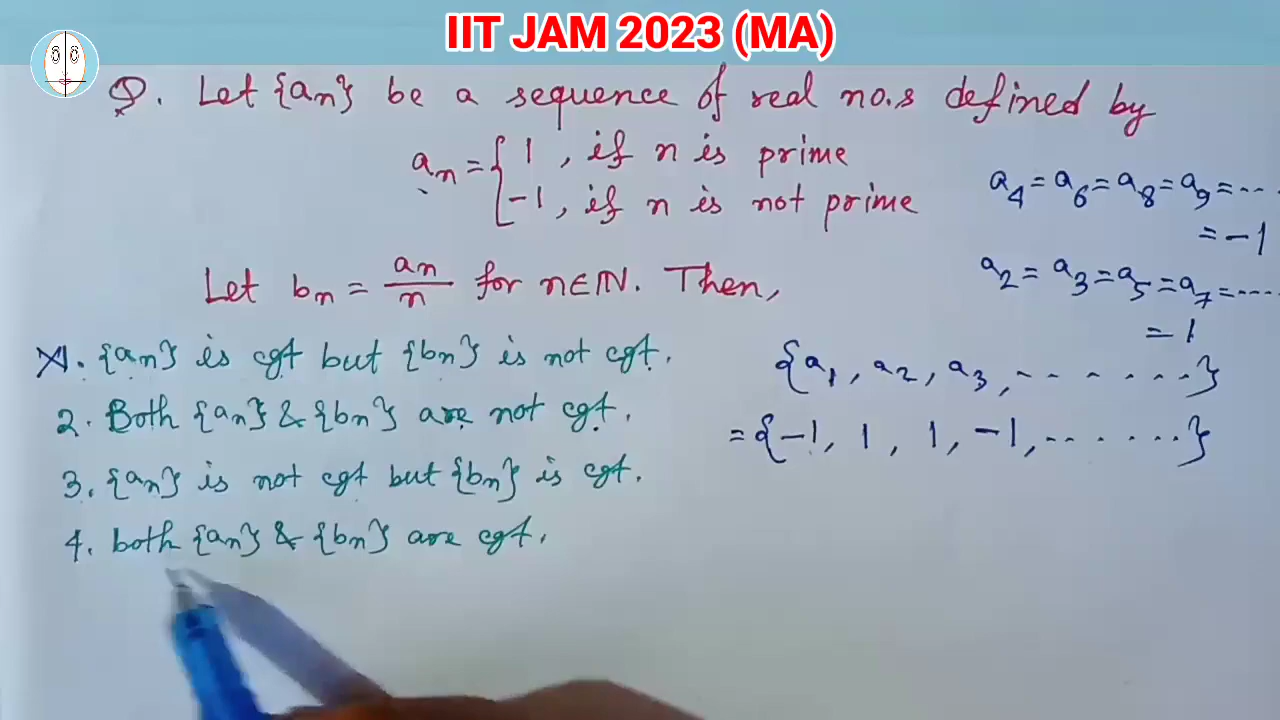 IIT JAM 2023 (MA)
Q. Let {an} be a sequence of real no.s defined by
an = { 1 , if n is prime
-1 , if n is not prime
Let bn = an/n for n∈ℕ. Then,
1. {an} is cgt but {bn} is not cgt.
2. Both {an} & {bn} are not cgt.
3. {an} is not cgt but {bn} is cgt.
4. both {an} & {bn} are cgt.
a4 = a6 = a8 = a9 = ....
= -1
a2 = a3 = a5 = a7 = ....
= 1
{a1, a2, a3, .......}
= {-1, 1, 1, -1, .......}